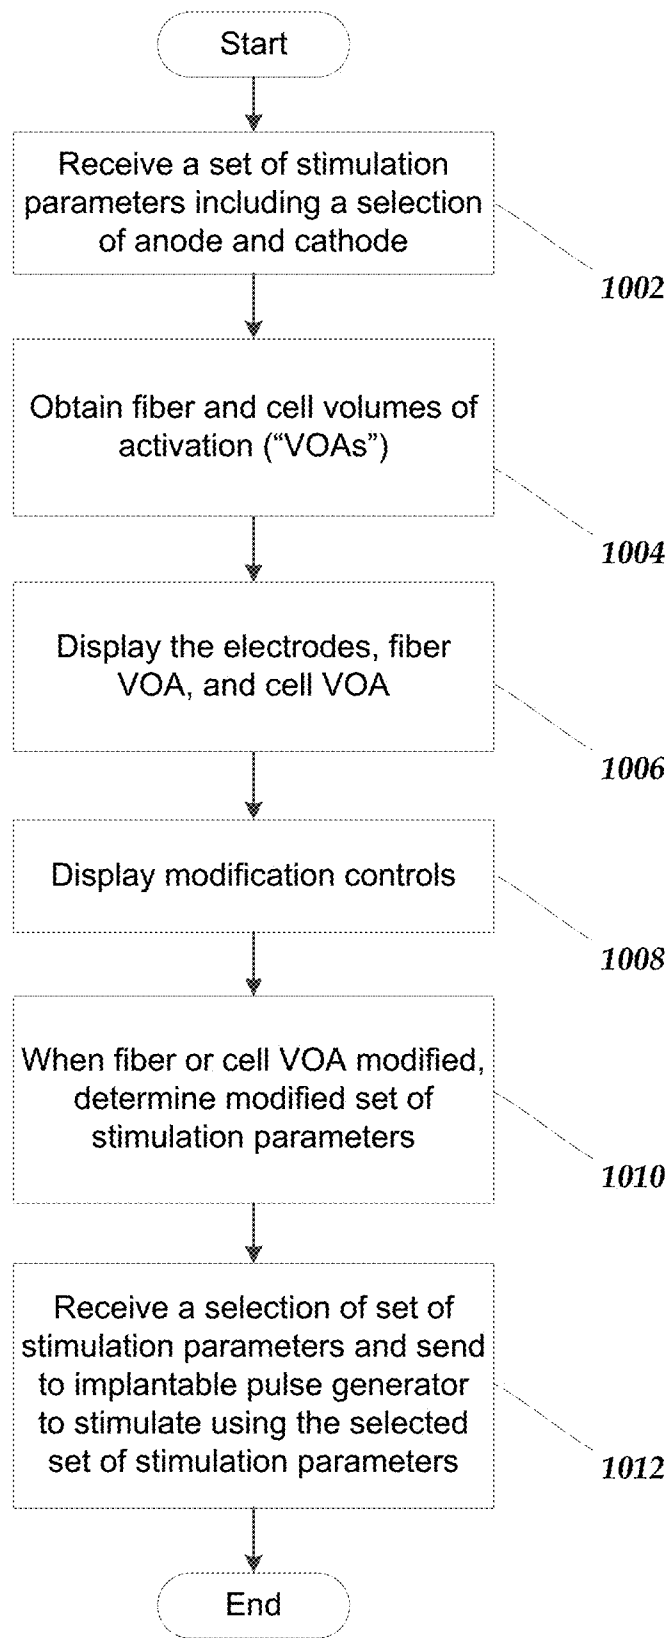 Start
Receive a set of stimulation
parameters including a selection
of anode and cathode
1002
Obtain fiber and cell volumes of
activation (“VOAs”)
1004
Display the electrodes, fiber
VOA, and cell VOA
1006
Display modification controls
1008
When fiber or cell VOA modified,
determine modified set of
stimulation parameters
1010
Receive a selection of set of
stimulation parameters and send
to implantable pulse generator
to stimulate using the selected
set of stimulation parameters
1012
End